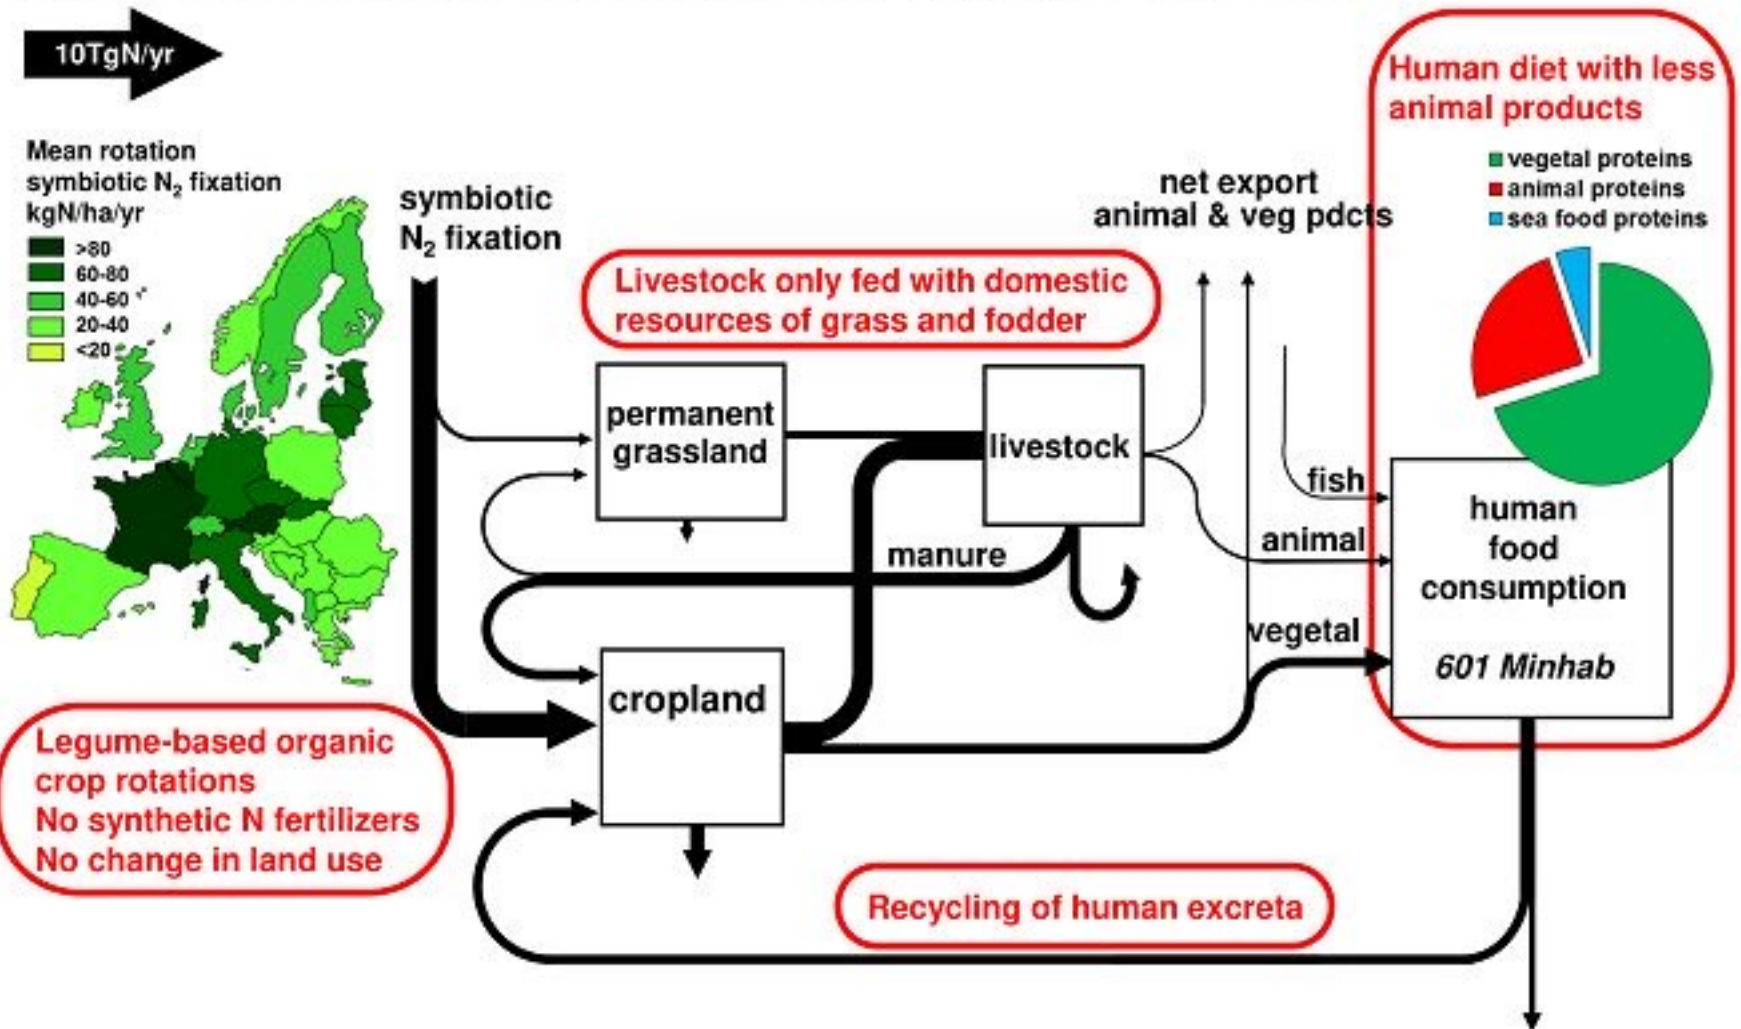 10TgN/yr
Mean rotation
symbiotic N₂ fixation
kgN/ha/yr
>80
60-80
40-60
20-40
<20
symbiotic
N₂ fixation
Livestock only fed with domestic
resources of grass and fodder
net export
animal & veg pdcts
Human diet with less
animal products
vegetal proteins
animal proteins
sea food proteins
permanent
grassland
livestock
manure
fish
animal
vegetal
human
food
consumption
601 Minhab
cropland
Legume-based organic
crop rotations
No synthetic N fertilizers
No change in land use
Recycling of human excreta